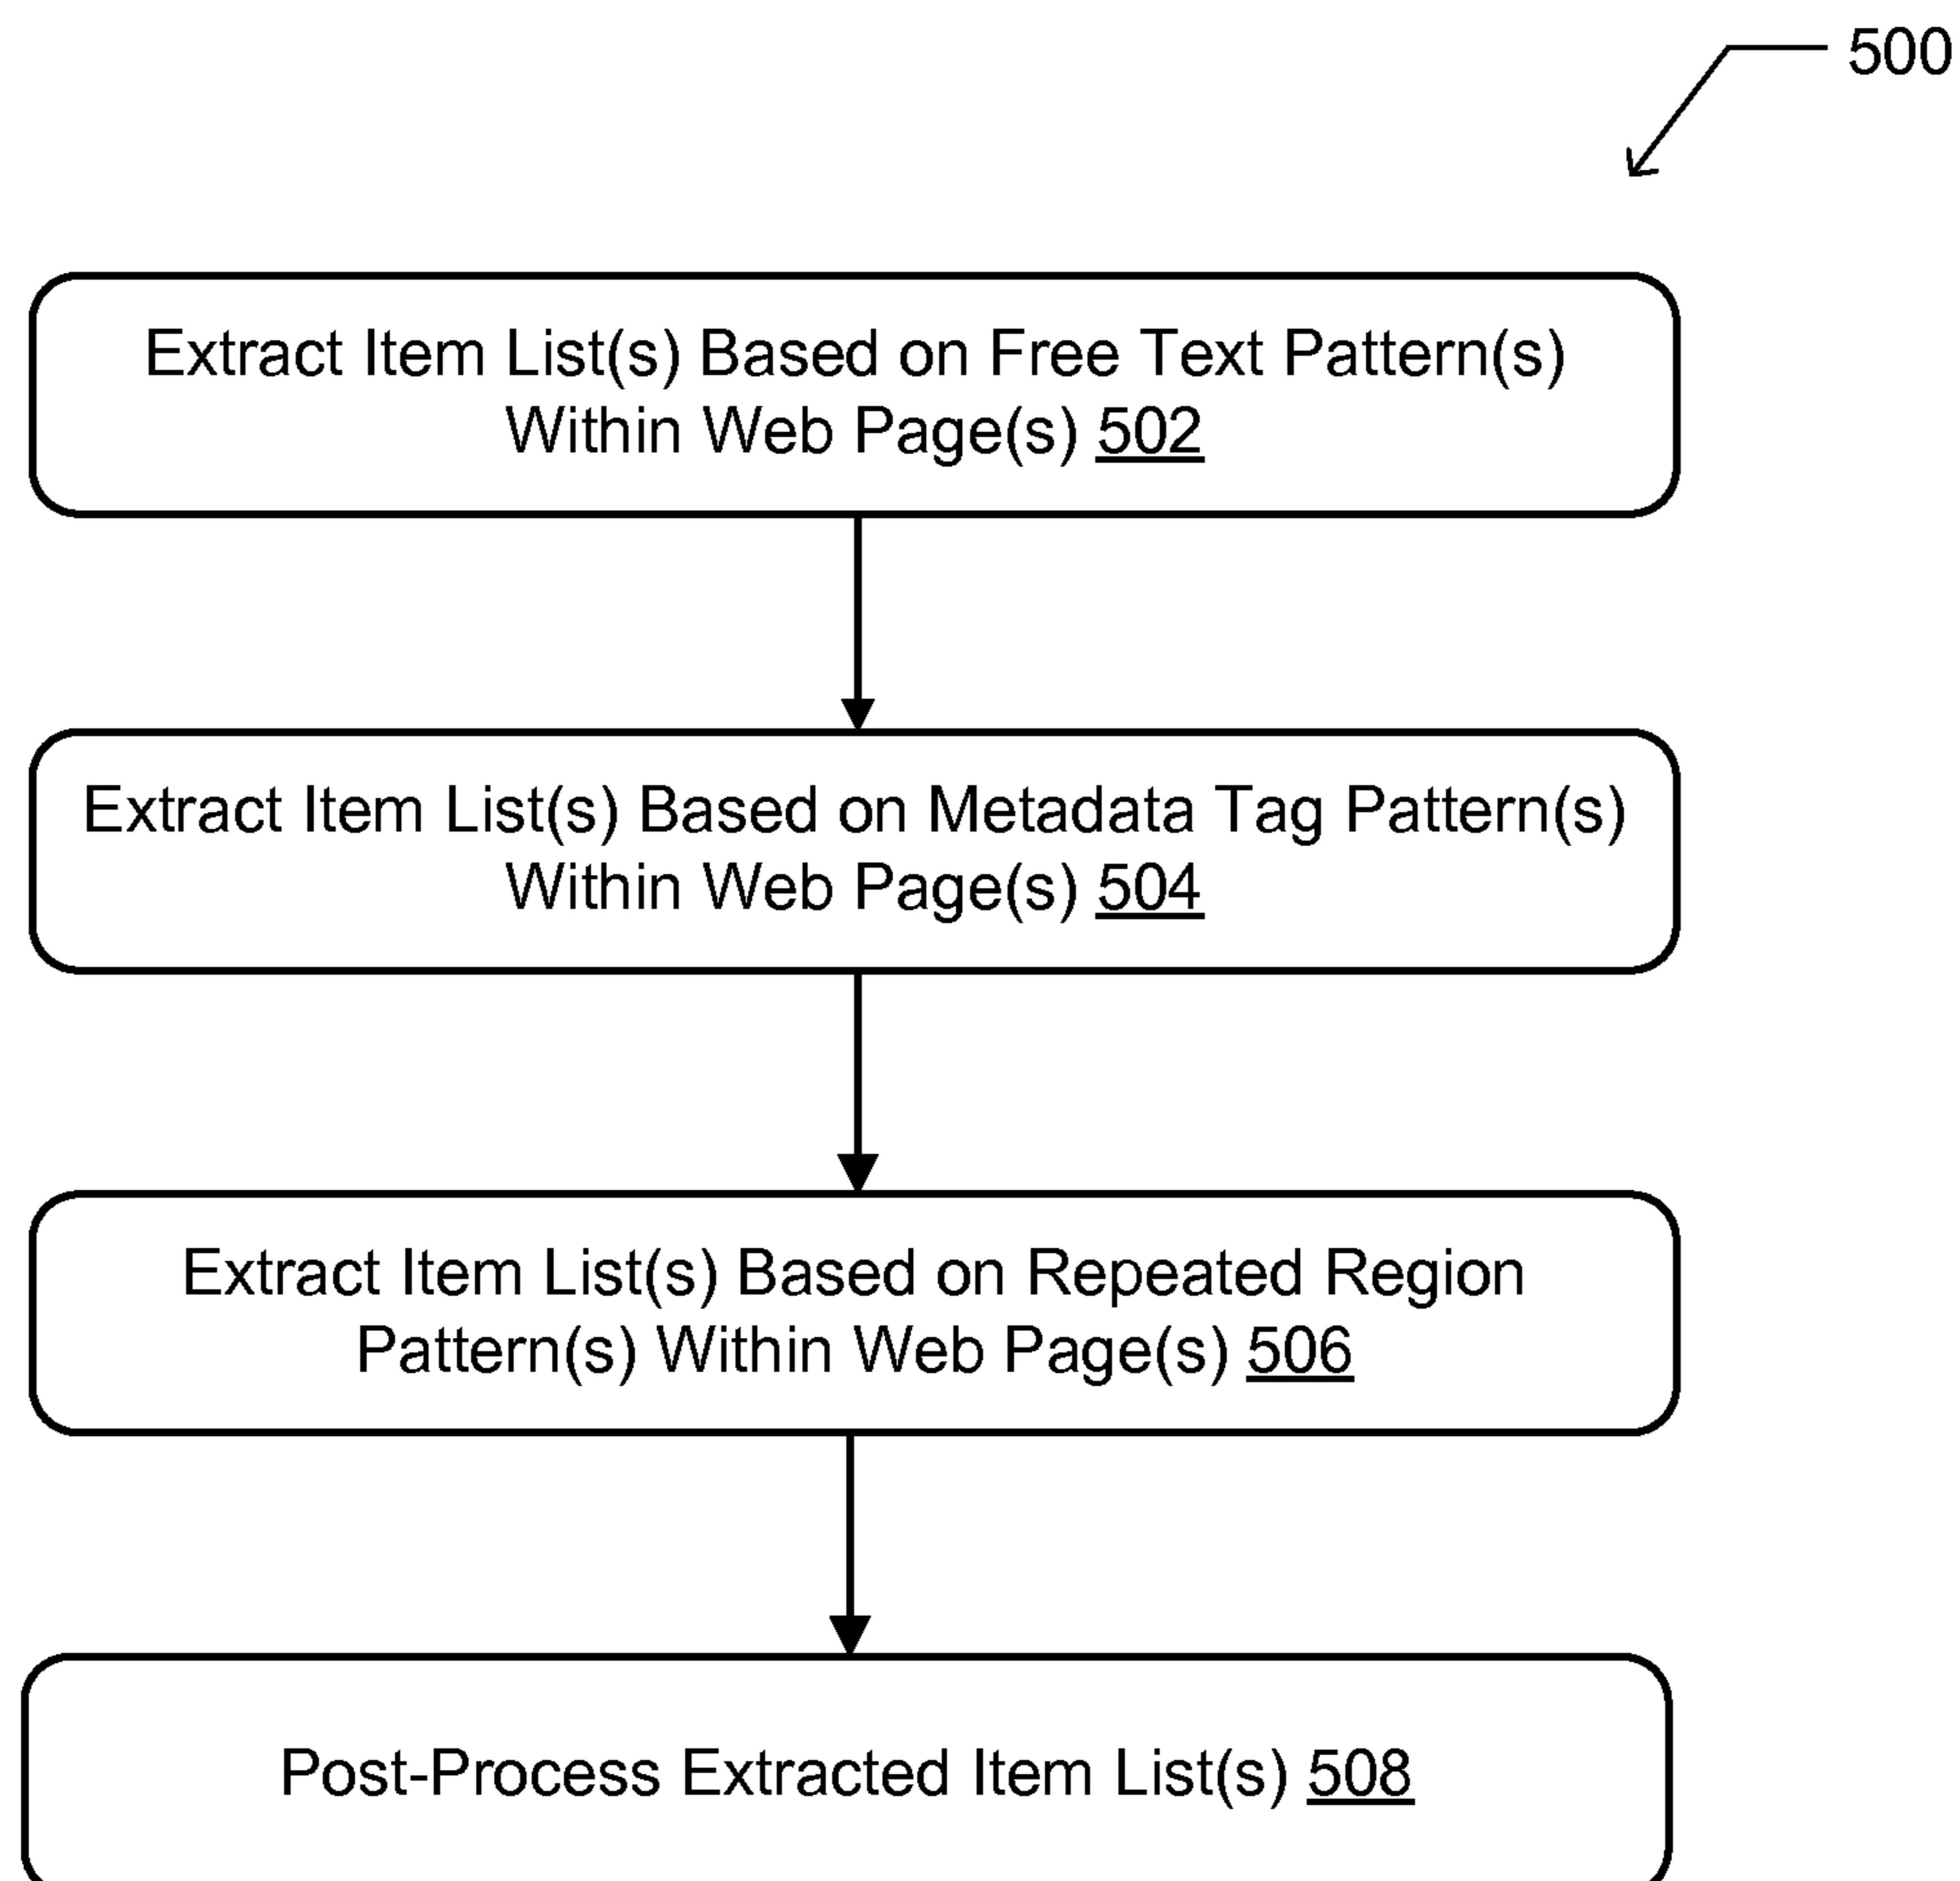 500
Extract Item List(s) Based on Free Text Pattern(s)
Within Web Page(s) 502
Extract Item List(s) Based on Metadata Tag Pattern(s)
Within Web Page(s) 504
Extract Item List(s) Based on Repeated Region
Pattern(s) Within Web Page(s) 506
Post-Process Extracted Item List(s) 508